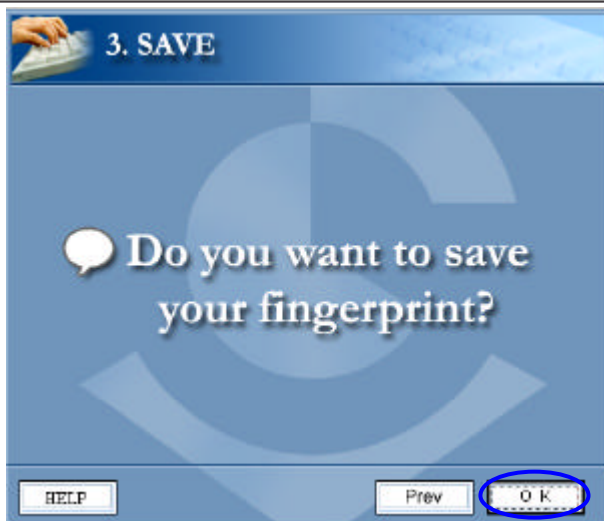 3. SAVE
Do you want to save
your fingerprint?
HELP
Prev
O K